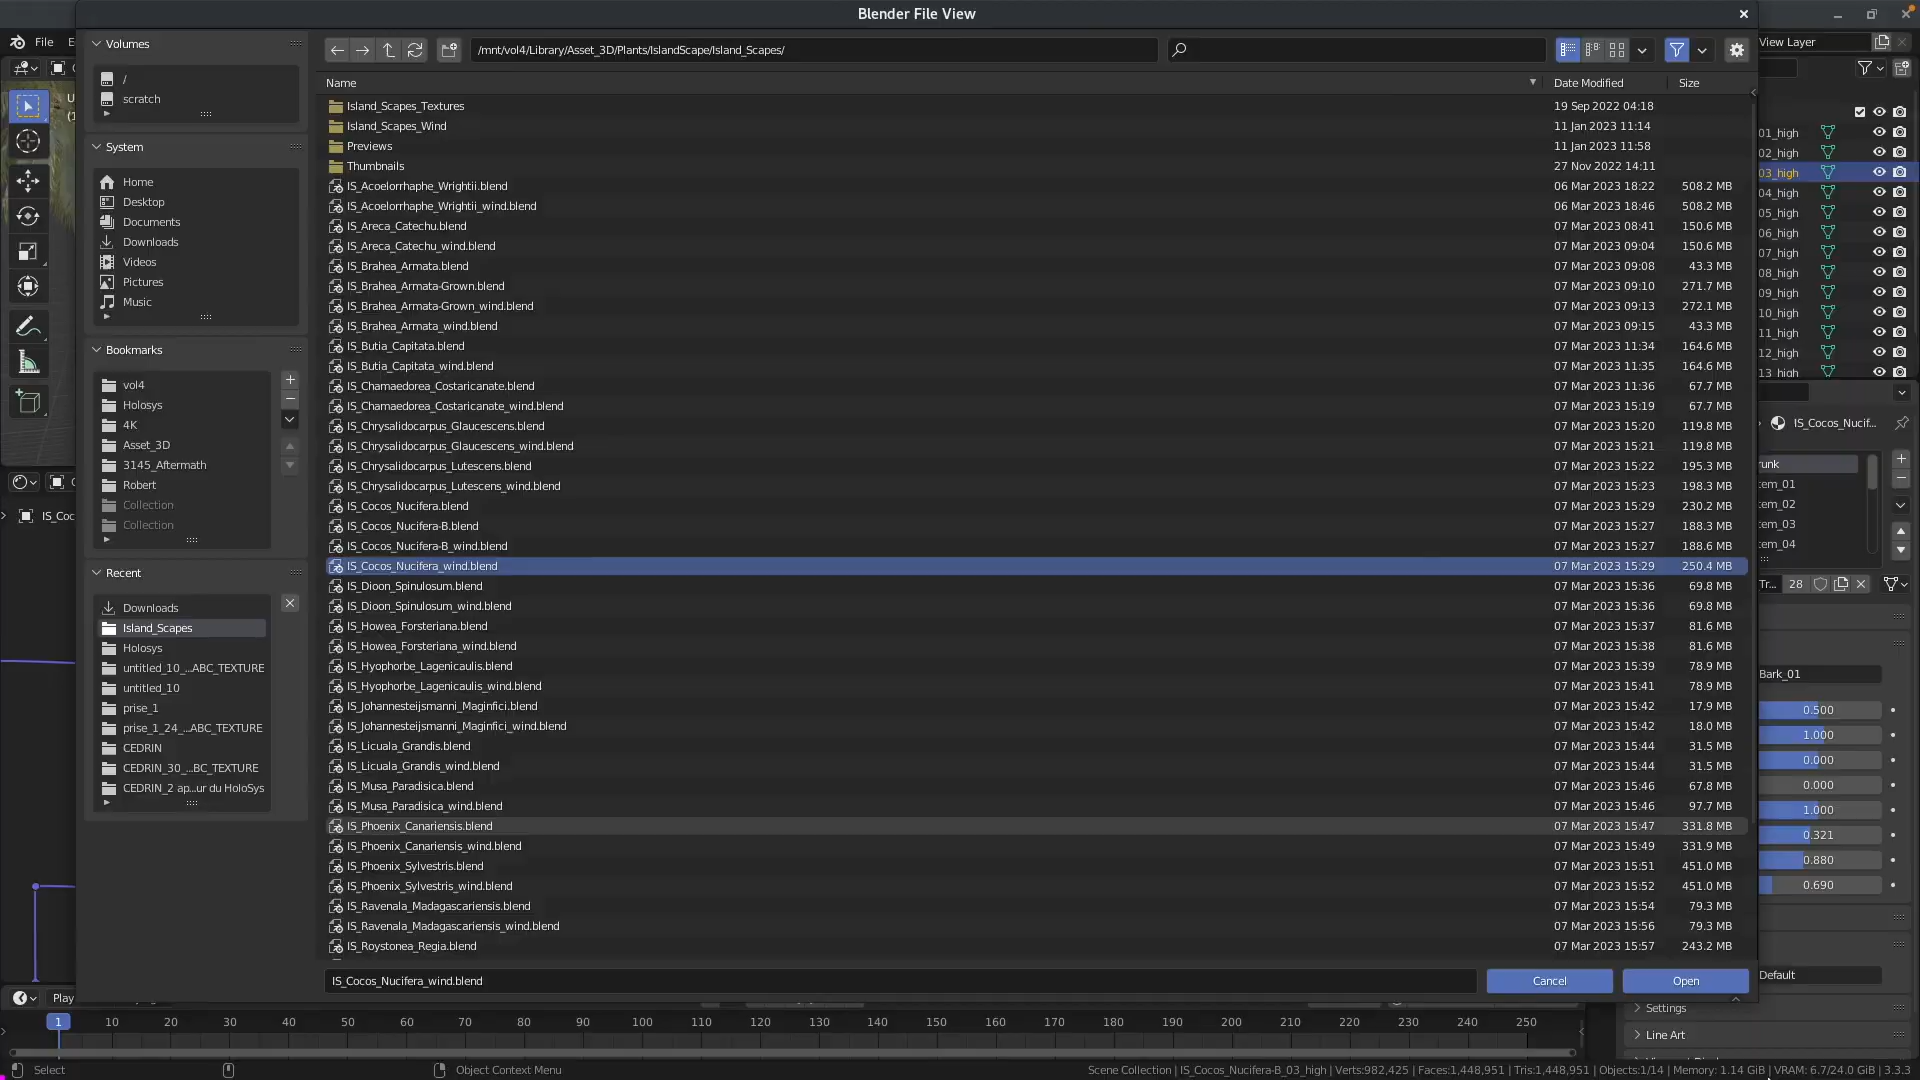 Blender File View
File
View Layer
Volumes
/
scratch
System
Home
Desktop
Documents
Downloads
Videos
Pictures
Music
Bookmarks
vol4
Holosys
4K
Asset_3D
3145_Aftermath
Robert
Collection
Collection
Recent
Downloads
Island_Scapes
Holosys
untitled_10_...ABC_TEXTURE
untitled_10
prise_1
prise_1_24_...ABC_TEXTURE
CEDRIN
CEDRIN_30_...BC_TEXTURE
CEDRIN_2 ap...ur du HoloSys
/mnt/vol4/Library/Asset_3D/Plants/IslandScape/Island_Scapes/
Name Date Modified Size
Island_Scapes_Textures 19 Sep 2022 04:18
Island_Scapes_Wind 11 Jan 2023 11:14
Previews 11 Jan 2023 11:58
Thumbnails 27 Nov 2022 14:11
IS_Acoelorrhaphe_Wrightii.blend 06 Mar 2023 18:22 508.2 MB
IS_Acoelorrhaphe_Wrightii_wind.blend 06 Mar 2023 18:46 508.2 MB
IS_Areca_Catechu.blend 07 Mar 2023 08:41 150.6 MB
IS_Areca_Catechu_wind.blend 07 Mar 2023 09:04 150.6 MB
IS_Brahea_Armata.blend 07 Mar 2023 09:08 43.3 MB
IS_Brahea_Armata-Grown.blend 07 Mar 2023 09:10 271.7 MB
IS_Brahea_Armata-Grown_wind.blend 07 Mar 2023 09:13 272.1 MB
IS_Brahea_Armata_wind.blend 07 Mar 2023 09:15 43.3 MB
IS_Butia_Capitata.blend 07 Mar 2023 11:34 164.6 MB
IS_Butia_Capitata_wind.blend 07 Mar 2023 11:35 164.6 MB
IS_Chamaedorea_Costaricanate.blend 07 Mar 2023 11:36 67.7 MB
IS_Chamaedorea_Costaricanate_wind.blend 07 Mar 2023 15:19 67.7 MB
IS_Chrysalidocarpus_Glaucescens.blend 07 Mar 2023 15:20 119.8 MB
IS_Chrysalidocarpus_Glaucescens_wind.blend 07 Mar 2023 15:21 119.8 MB
IS_Chrysalidocarpus_Lutescens.blend 07 Mar 2023 15:22 195.3 MB
IS_Chrysalidocarpus_Lutescens_wind.blend 07 Mar 2023 15:23 198.3 MB
IS_Cocos_Nucifera.blend 07 Mar 2023 15:29 230.2 MB
IS_Cocos_Nucifera-B.blend 07 Mar 2023 15:27 188.3 MB
IS_Cocos_Nucifera-B_wind.blend 07 Mar 2023 15:27 188.6 MB
IS_Cocos_Nucifera_wind.blend 07 Mar 2023 15:29 250.4 MB
IS_Dioon_Spinulosum.blend 07 Mar 2023 15:36 69.8 MB
IS_Dioon_Spinulosum_wind.blend 07 Mar 2023 15:36 69.8 MB
IS_Howea_Forsteriana.blend 07 Mar 2023 15:37 81.6 MB
IS_Howea_Forsteriana_wind.blend 07 Mar 2023 15:38 81.6 MB
IS_Hyophorbe_Lagenicaulis.blend 07 Mar 2023 15:39 78.9 MB
IS_Hyophorbe_Lagenicaulis_wind.blend 07 Mar 2023 15:41 78.9 MB
IS_Johannesteijsmanni_Maginfici.blend 07 Mar 2023 15:42 17.9 MB
IS_Johannesteijsmanni_Maginfici_wind.blend 07 Mar 2023 15:42 18.0 MB
IS_Licuala_Grandis.blend 07 Mar 2023 15:44 31.5 MB
IS_Licuala_Grandis_wind.blend 07 Mar 2023 15:44 31.5 MB
IS_Musa_Paradisica.blend 07 Mar 2023 15:46 67.8 MB
IS_Musa_Paradisica_wind.blend 07 Mar 2023 15:46 97.7 MB
IS_Phoenix_Canariensis.blend 07 Mar 2023 15:47 331.8 MB
IS_Phoenix_Canariensis_wind.blend 07 Mar 2023 15:49 331.9 MB
IS_Phoenix_Sylvestris.blend 07 Mar 2023 15:51 451.0 MB
IS_Phoenix_Sylvestris_wind.blend 07 Mar 2023 15:52 451.0 MB
IS_Ravenala_Madagascariensis.blend 07 Mar 2023 15:54 79.3 MB
IS_Ravenala_Madagascariensis_wind.blend 07 Mar 2023 15:56 79.3 MB
IS_Roystonea_Regia.blend 07 Mar 2023 15:57 243.2 MB
IS_Cocos_Nucifera_wind.blend
Cancel
Open
01_high
02_high
03_high
04_high
05_high
06_high
07_high
08_high
09_high
10_high
11_high
12_high
13_high
IS_Cocos_Nucif...
unk
tem_01
tem_02
tem_03
tem_04
Tr... 28
Bark_01
0.500
1.000
0.000
0.000
1.000
0.321
0.880
0.690
Default
Settings
Line Art
IS_Coc
Play
1 10 20 30 40 50 60 70 80 90 100 110 120 130 140 150 160 170 180 190 200 210 220 230 240 250
Select
Object Context Menu
Scene Collection | IS_Cocos_Nucifera-B_03_high | Verts:982,425 | Faces:1,448,951 | Tris:1,448,951 | Objects:1/14 | Memory: 1.14 GiB | VRAM: 6.7/24.0 GiB | 3.3.3